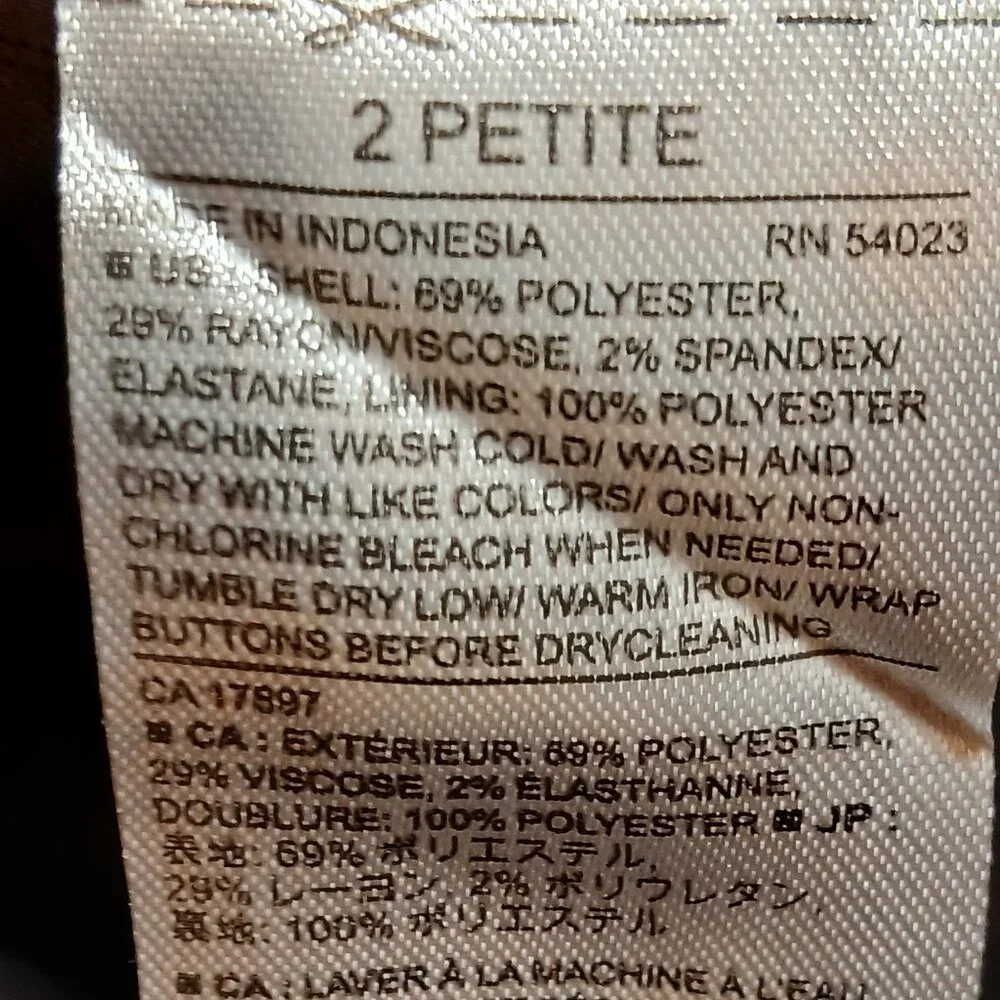 2 PETITE
MADE IN INDONESIA RN 54023
US: SHELL: 69% POLYESTER,
29% RAYON/VISCOSE, 2% SPANDEX/
ELASTANE, LINING: 100% POLYESTER
MACHINE WASH COLD/ WASH AND
DRY WITH LIKE COLORS/ ONLY NON-
CHLORINE BLEACH WHEN NEEDED/
TUMBLE DRY LOW/ WARM IRON/ WRAP
BUTTONS BEFORE DRYCLEANING
CA 17897
CA : EXTÉRIEUR: 69% POLYESTER,
29% VISCOSE, 2% ÉLASTHANNE,
DOUBLURE: 100% POLYESTER JP :
表地: 69% ポリエステル,
29% レーヨン, 2% ポリウレタン,
裏地: 100% ポリエステル
CA : LAVER À LA MACHINE À L'EAU